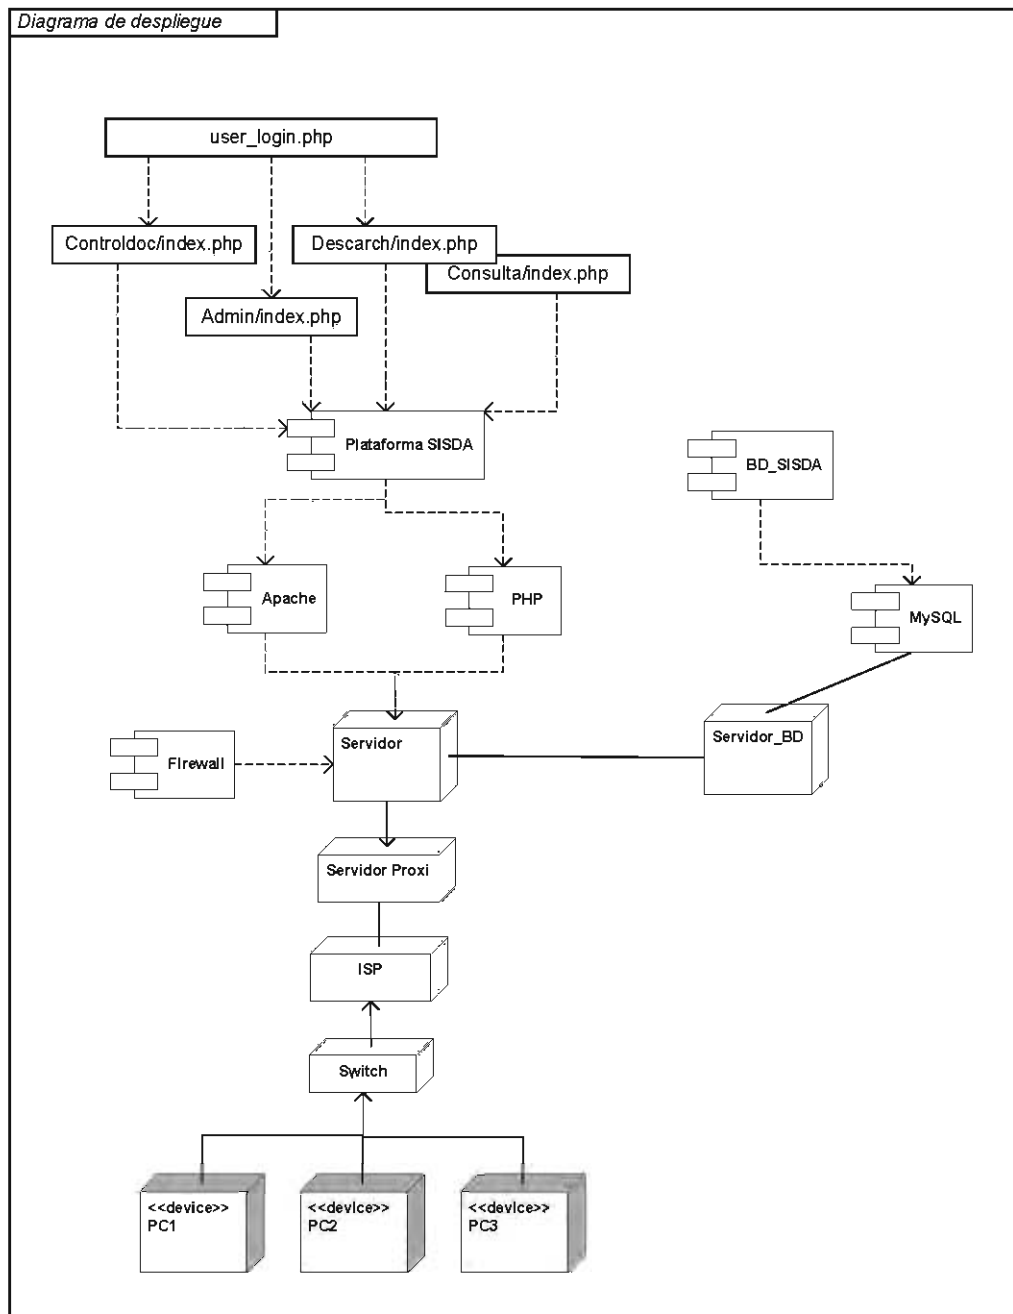 Diagrama de despliegue
user_login.php
Controldoc/index.php
Descarch/index.php
Consulta/index.php
Admin/index.php
Plataforma SISDA
BD_SISDA
Apache
PHP
MySQL
Servidor
Servidor_BD
Firewall
Servidor Proxi
ISP
Switch
<<device>>
PC1
<<device>>
PC2
<<device>>
PC3